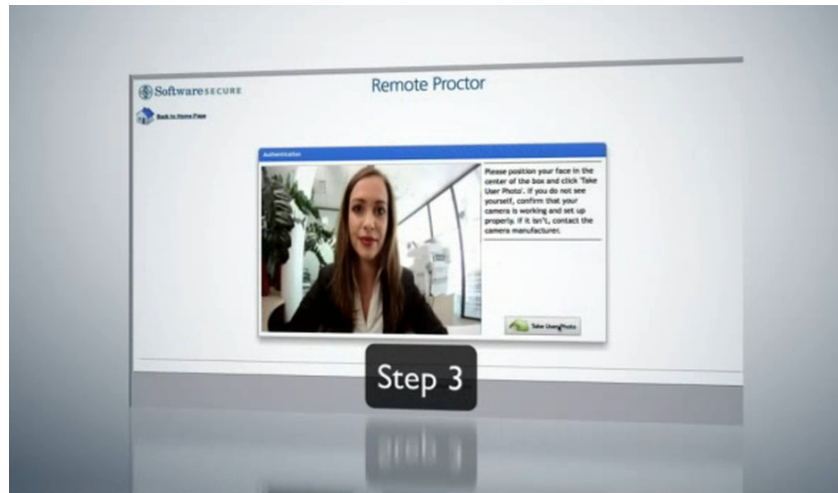 SoftwareSECURE
Remote Proctor
Back to Home Page
Authentication
Please position your face in the
center of the box and click 'Take
User Photo'. If you do not see
yourself, confirm that your
camera is working and set up
properly. If it isn't, contact the
camera manufacturer.
Take User Photo
Step 3